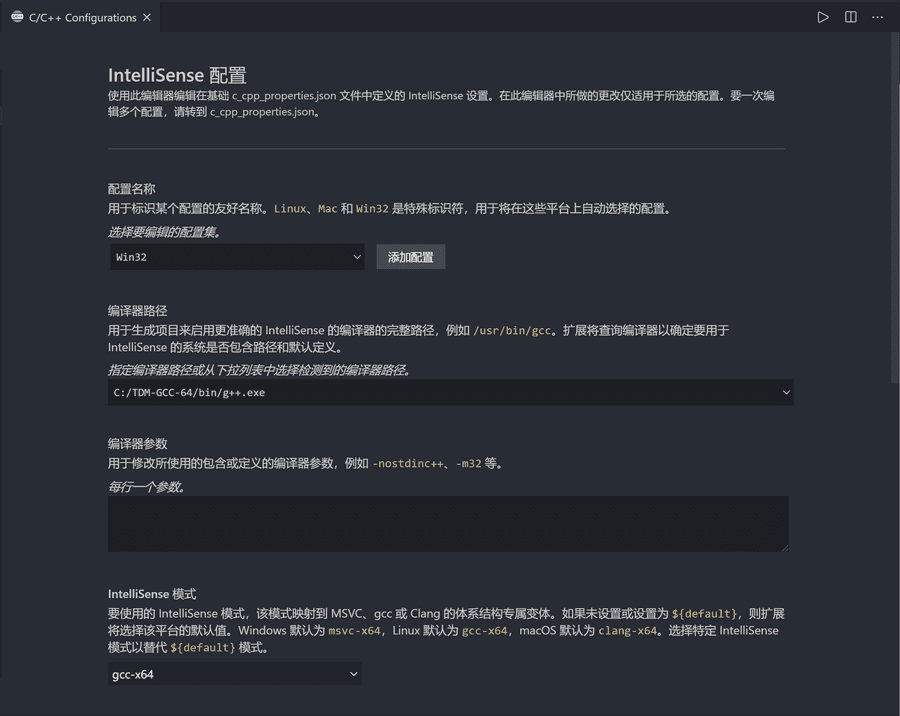 C/C++ Configurations
IntelliSense 配置
使用此编辑器编辑在基础 c_cpp_properties.json 文件中定义的 IntelliSense 设置。在此编辑器中所做的更改仅适用于所选的配置。要一次编
辑多个配置，请转到 c_cpp_properties.json。
配置名称
用于标识某个配置的友好名称。Linux、Mac 和 Win32 是特殊标识符，用于将在这些平台上自动选择的配置。
选择要编辑的配置集。
Win32 添加配置
编译器路径
用于生成项目来启用更准确的 IntelliSense 的编译器的完整路径，例如 /usr/bin/gcc。扩展将查询编译器以确定要用于
IntelliSense 的系统是否包含路径和默认定义。
指定编译器路径或从下拉列表中选择检测到的编译器路径。
C:/TDM-GCC-64/bin/g++.exe
编译器参数
用于修改所使用的包含或定义的编译器参数，例如 -nostdinc++、-m32 等。
每行一个参数。
IntelliSense 模式
要使用的 IntelliSense 模式，该模式映射到 MSVC、gcc 或 Clang 的体系结构专属变体。如果未设置或设置为 ${default}，则扩展
将选择该平台的默认值。Windows 默认为 msvc-x64，Linux 默认为 gcc-x64，macOS 默认为 clang-x64。选择特定 IntelliSense
模式以替代 ${default} 模式。
gcc-x64